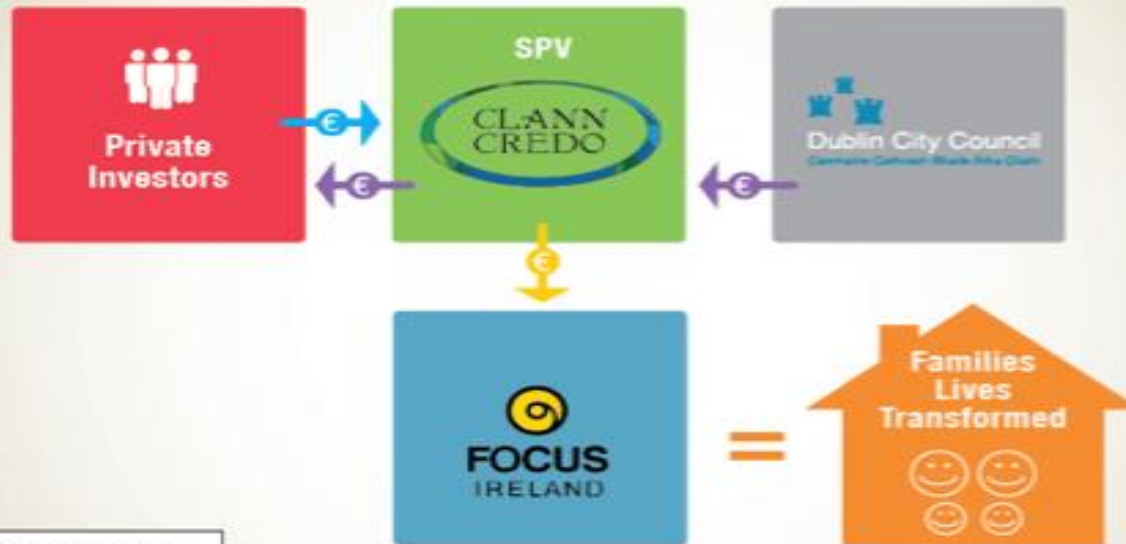 Private
Investors
€
€
SPV
CLANN
CREDO
€
Dublin City Council
€
FOCUS
IRELAND
=
Families
Lives
Transformed